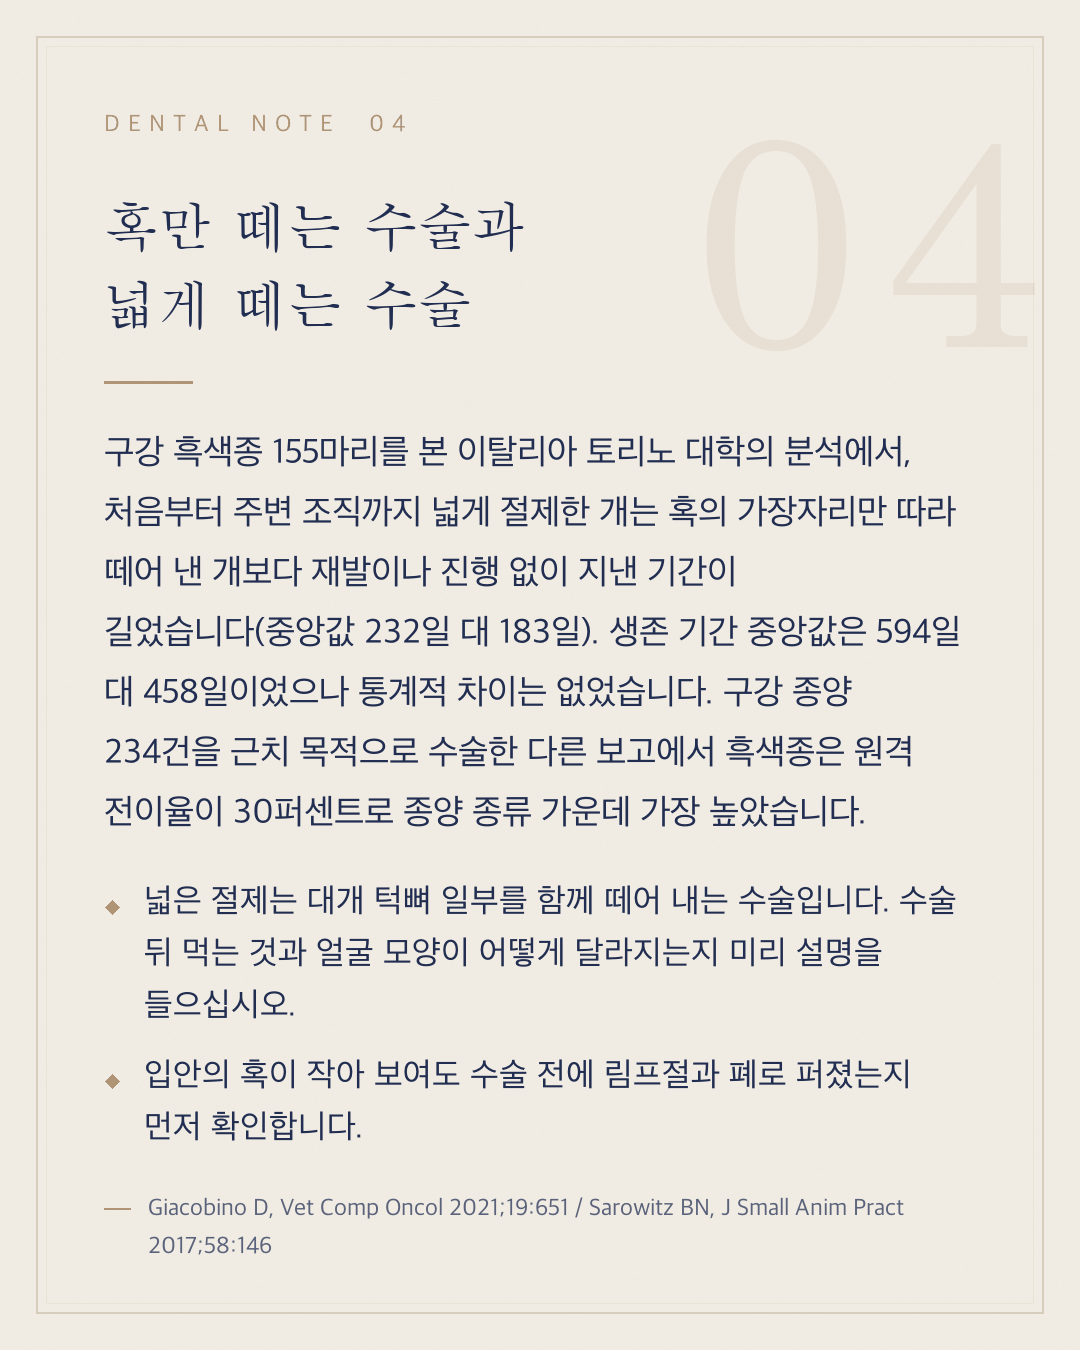 DENTAL NOTE 04
04
혹만 떼는 수술과
넓게 떼는 수술
구강 흑색종 155마리를 본 이탈리아 토리노 대학의 분석에서,
처음부터 주변 조직까지 넓게 절제한 개는 혹의 가장자리만 따라
떼어 낸 개보다 재발이나 진행 없이 지낸 기간이
길었습니다(중앙값 232일 대 183일). 생존 기간 중앙값은 594일
대 458일이었으나 통계적 차이는 없었습니다. 구강 종양
234건을 근치 목적으로 수술한 다른 보고에서 흑색종은 원격
전이율이 30퍼센트로 종양 종류 가운데 가장 높았습니다.
◆ 넓은 절제는 대개 턱뼈 일부를 함께 떼어 내는 수술입니다. 수술
뒤 먹는 것과 얼굴 모양이 어떻게 달라지는지 미리 설명을
들으십시오.
◆ 입안의 혹이 작아 보여도 수술 전에 림프절과 폐로 퍼졌는지
먼저 확인합니다.
— Giacobino D, Vet Comp Oncol 2021;19:651 / Sarowitz BN, J Small Anim Pract
2017;58:146